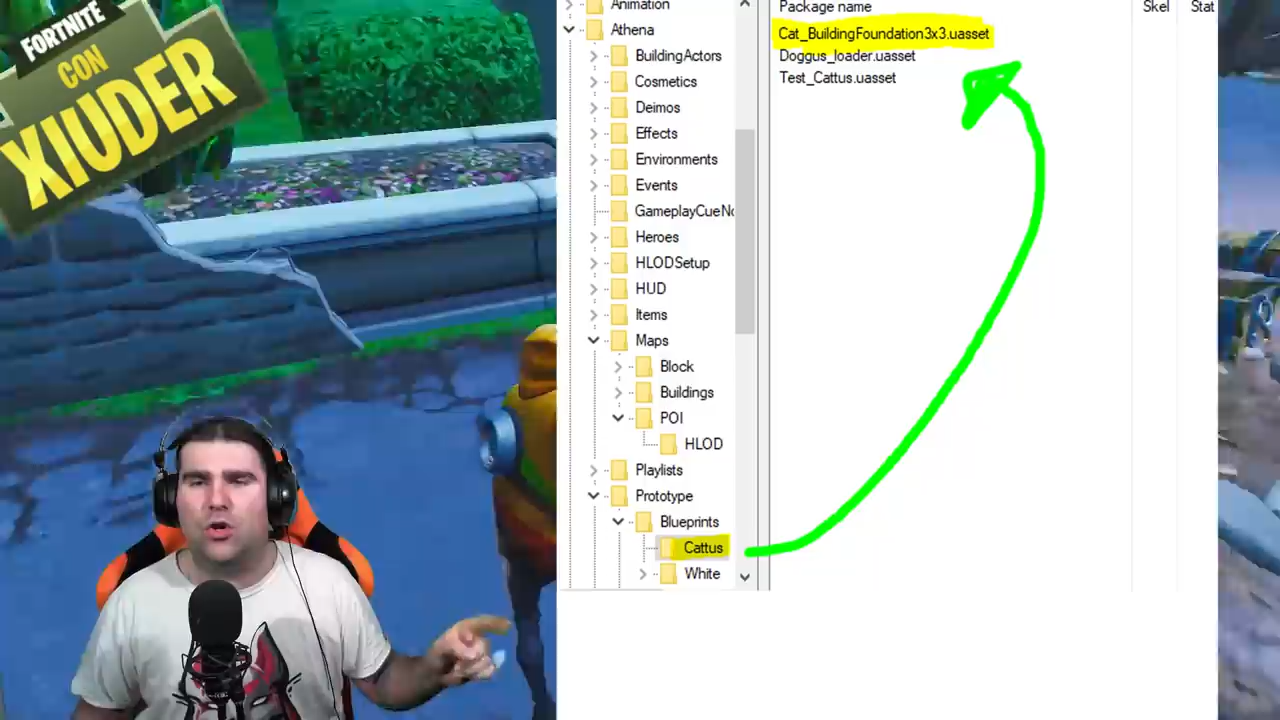 FORTNITE
CON
XIUDER
Animation
Athena
BuildingActors
Cosmetics
Deimos
Effects
Environments
Events
GameplayCueNo
Heroes
HLODSetup
HUD
Items
Maps
Block
Buildings
POI
HLOD
Playlists
Prototype
Blueprints
Cattus
White
Package name
Skel
Stat
Cat_BuildingFoundation3x3.uasset
Doggus_loader.uasset
Test_Cattus.uasset